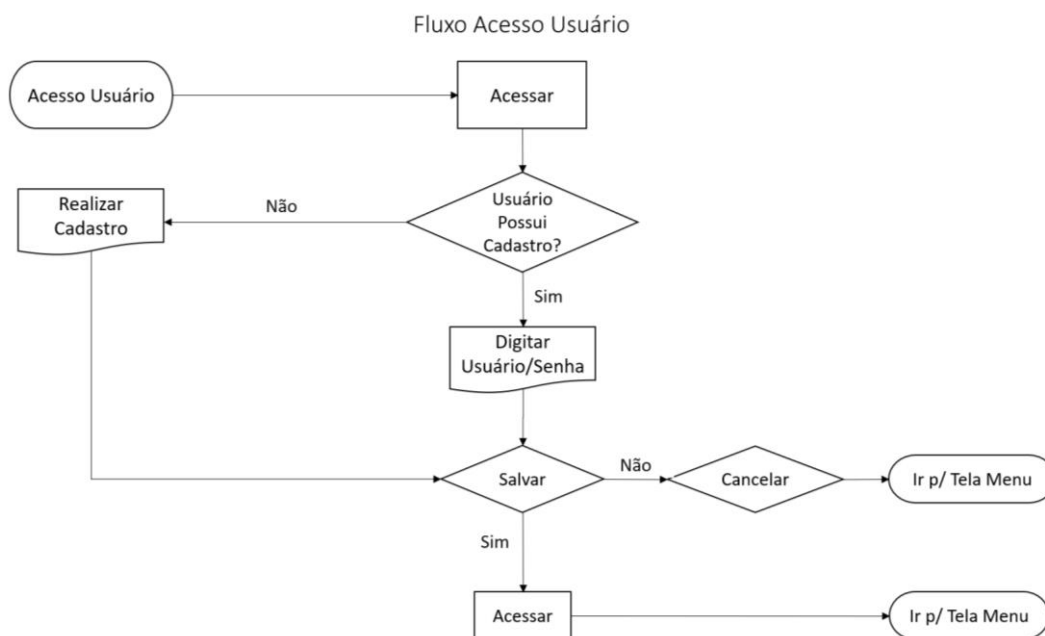 Fluxo Acesso Usuário
Acesso Usuário
Acessar
Usuário
Possui
Cadastro?
Não
Realizar
Cadastro
Sim
Digitar
Usuário/Senha
Salvar
Não
Cancelar
Ir p/ Tela Menu
Sim
Acessar
Ir p/ Tela Menu